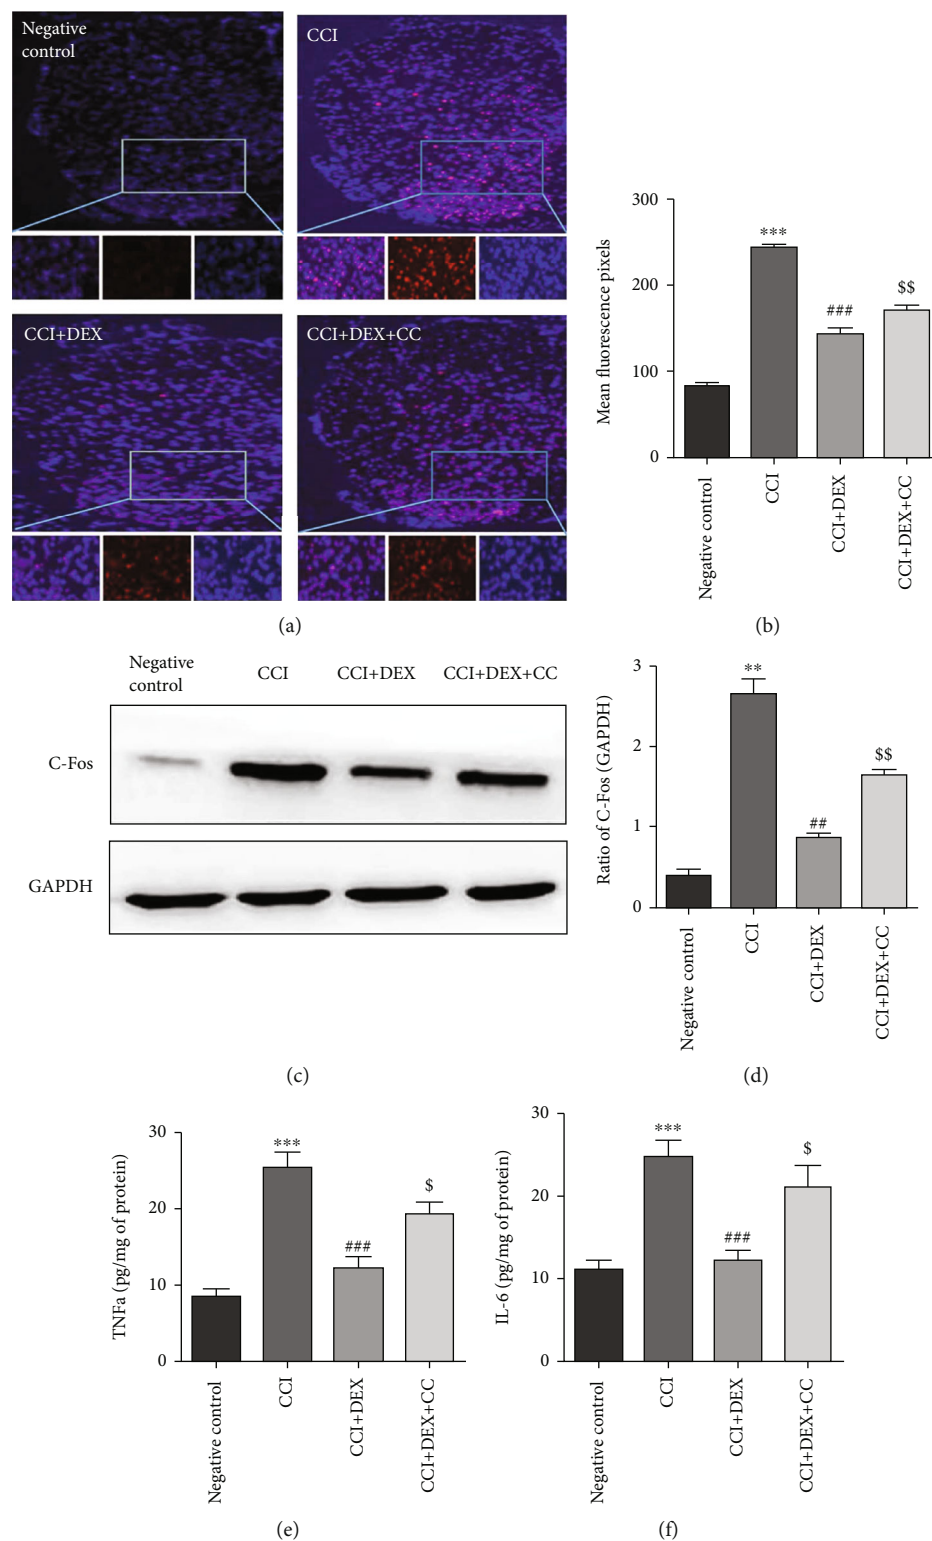 Negative
control
CCI
CCI+DEX
CCI+DEX+CC
(a)
Mean fluorescence pixels
300
200
100
0
***
###
$$
Negative control
CCI
CCI+DEX
CCI+DEX+CC
(b)
Negative
control
CCI
CCI+DEX
CCI+DEX+CC
C-Fos
GAPDH
(c)
Ratio of C-Fos (GAPDH)
3
2
1
0
**
##
$$
Negative control
CCI
CCI+DEX
CCI+DEX+CC
(d)
TNFa (pg/mg of protein)
30
20
10
0
***
###
$
Negative control
CCI
CCI+DEX
CCI+DEX+CC
(e)
IL-6 (pg/mg of protein)
30
20
10
0
***
###
$
Negative control
CCI
CCI+DEX
CCI+DEX+CC
(f)